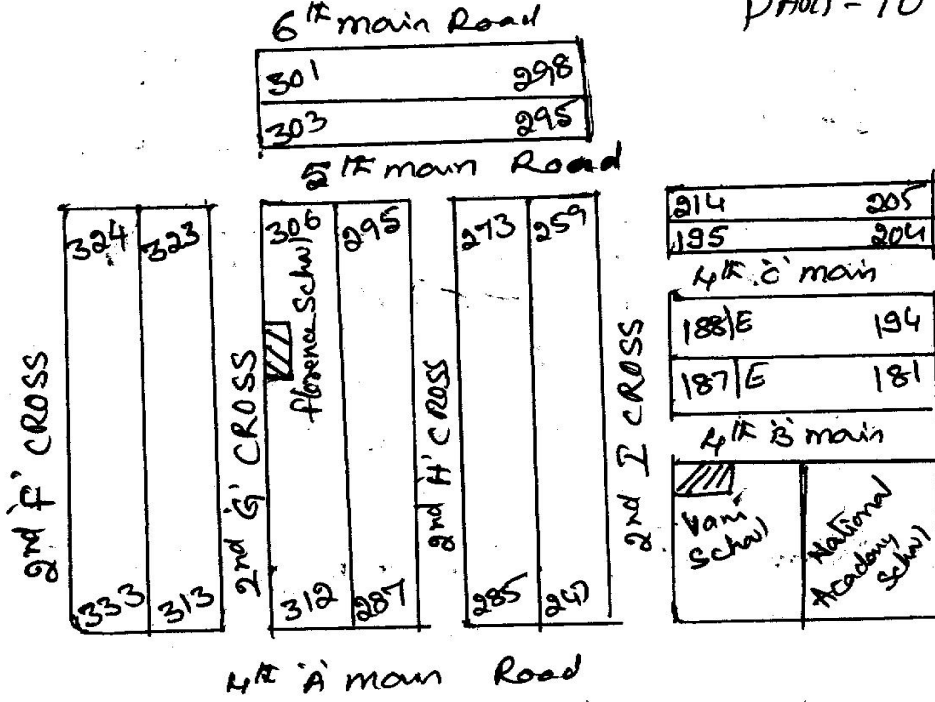 6th main Road
301 298
303 295
5th main Road
324 323 306 295 273 259 214 205
195 204
4th 'C' main
188/E 194
187/E 181
4th 'B' main
2nd 'F' CROSS
2nd 'G' CROSS
florence School
2nd 'H' CROSS
2nd I CROSS
Vani
School
National
Academy
School
333 313 312 287 285
4th 'A' main Road